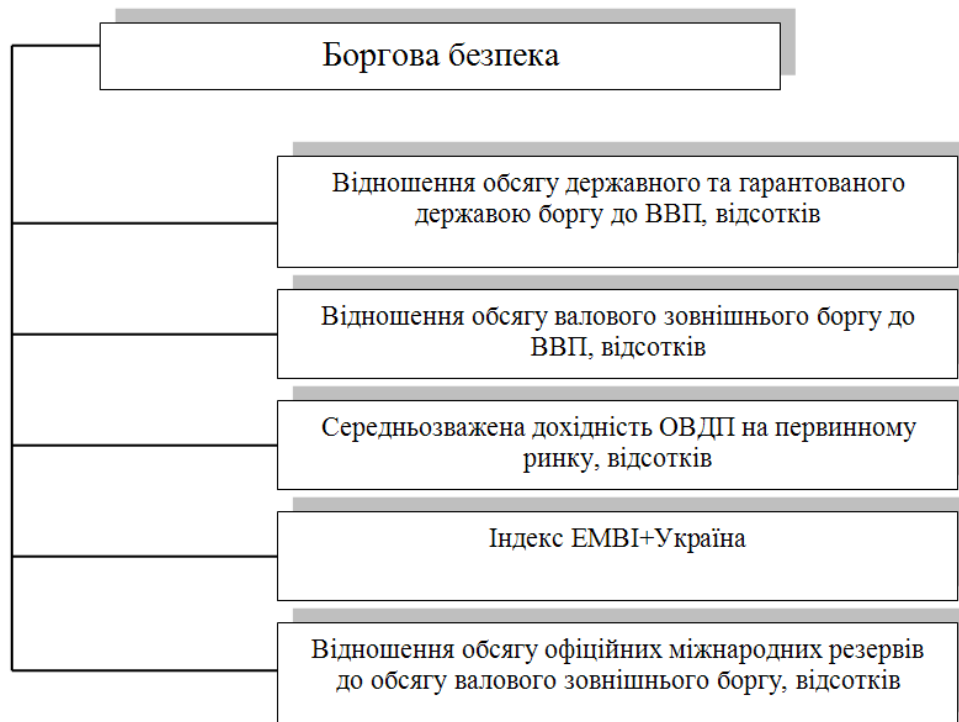 Боргова безпека
Відношення обсягу державного та гарантованого
державою боргу до ВВП, відсотків
Відношення обсягу валового зовнішнього боргу до
ВВП, відсотків
Середньозважена дохідність ОВДП на первинному
ринку, відсотків
Індекс ЕМВІ+Україна
Відношення обсягу офіційних міжнародних резервів
до обсягу валового зовнішнього боргу, відсотків